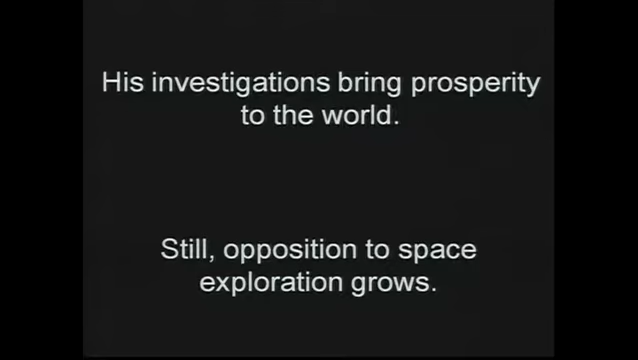 His investigations bring prosperity
to the world.
Still, opposition to space
exploration grows.